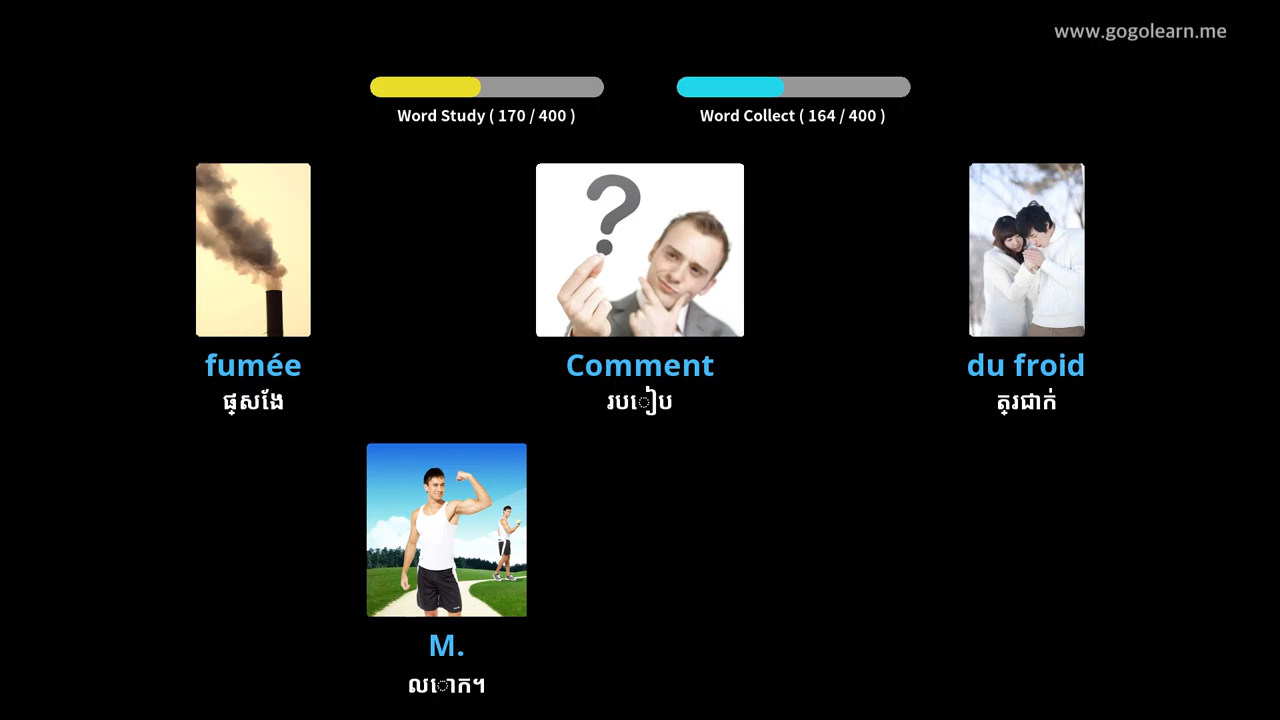 www.gogolearn.me
Word Study ( 170 / 400 )
Word Collect ( 164 / 400 )
fumée
Comment
du froid
ផ្សែង
របៀប
ត្រជាក់
M.
លោក។